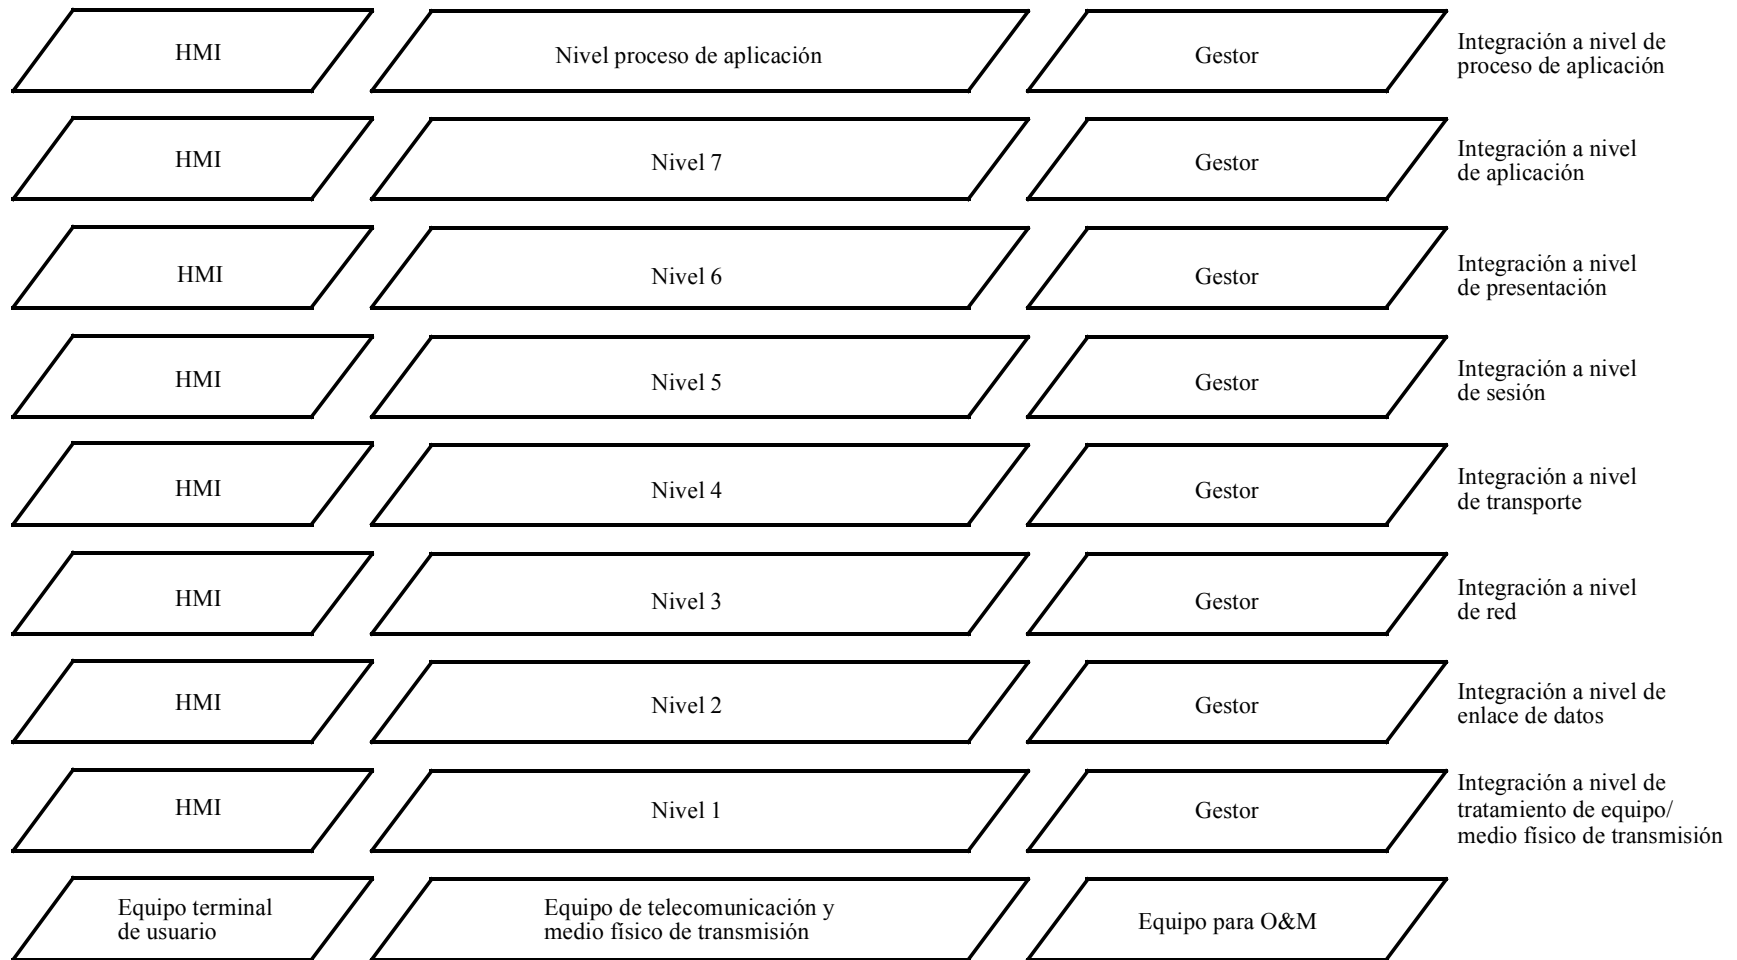 HMI
Nivel proceso de aplicación
Gestor
Integración a nivel de
proceso de aplicación
HMI
Nivel 7
Gestor
Integración a nivel
de aplicación
HMI
Nivel 6
Gestor
Integración a nivel
de presentación
HMI
Nivel 5
Gestor
Integración a nivel
de sesión
HMI
Nivel 4
Gestor
Integración a nivel
de transporte
HMI
Nivel 3
Gestor
Integración a nivel
de red
HMI
Nivel 2
Gestor
Integración a nivel de
enlace de datos
HMI
Nivel 1
Gestor
Integración a nivel de
tratamiento de equipo/
medio físico de transmisión
Equipo terminal
de usuario
Equipo de telecomunicación y
medio físico de transmisión
Equipo para O&M